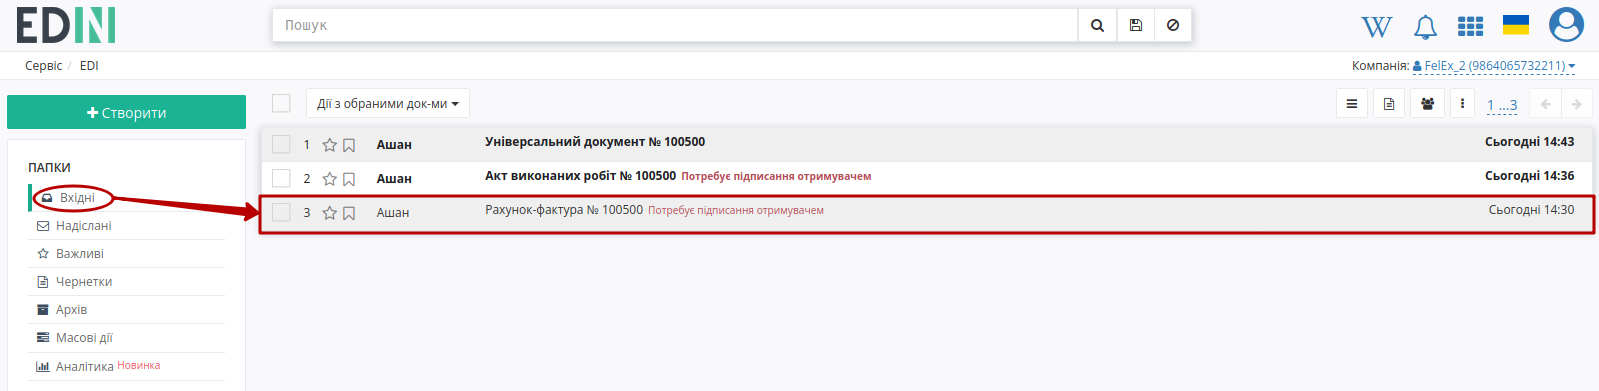 EDIN
Пошук
Сервіс / EDI
Компанія: FelEx_2 (9864065732211)
Створити
Дії з обраними док-ми
1 ...3
ПАПКИ
Вхідні
Надіслані
Важливі
Чернетки
Архів
Масові дії
Аналітика Новинка
1 Ашан Універсальний документ № 100500 Сьогодні 14:43
2 Ашан Акт виконаних робіт № 100500 Потребує підписання отримувачем Сьогодні 14:36
3 Ашан Рахунок-фактура № 100500 Потребує підписання отримувачем Сьогодні 14:30